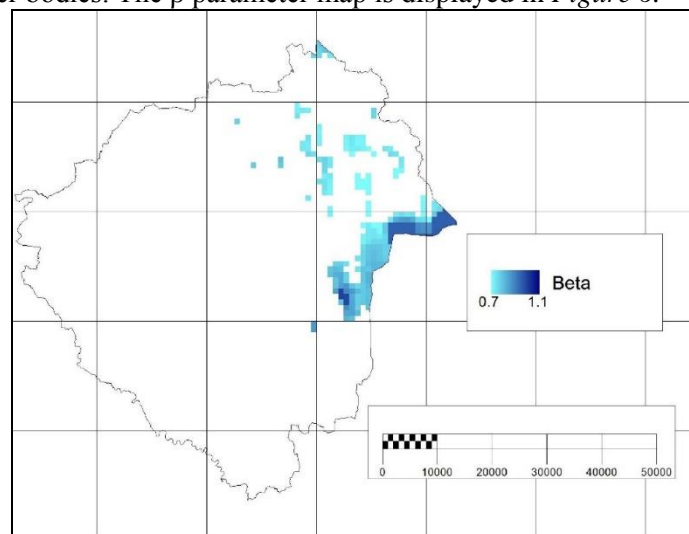 er bodies. The β parameter map is displayed in Figure 8.
Beta
0.7 1.1
0 10000 20000 30000 40000 50000